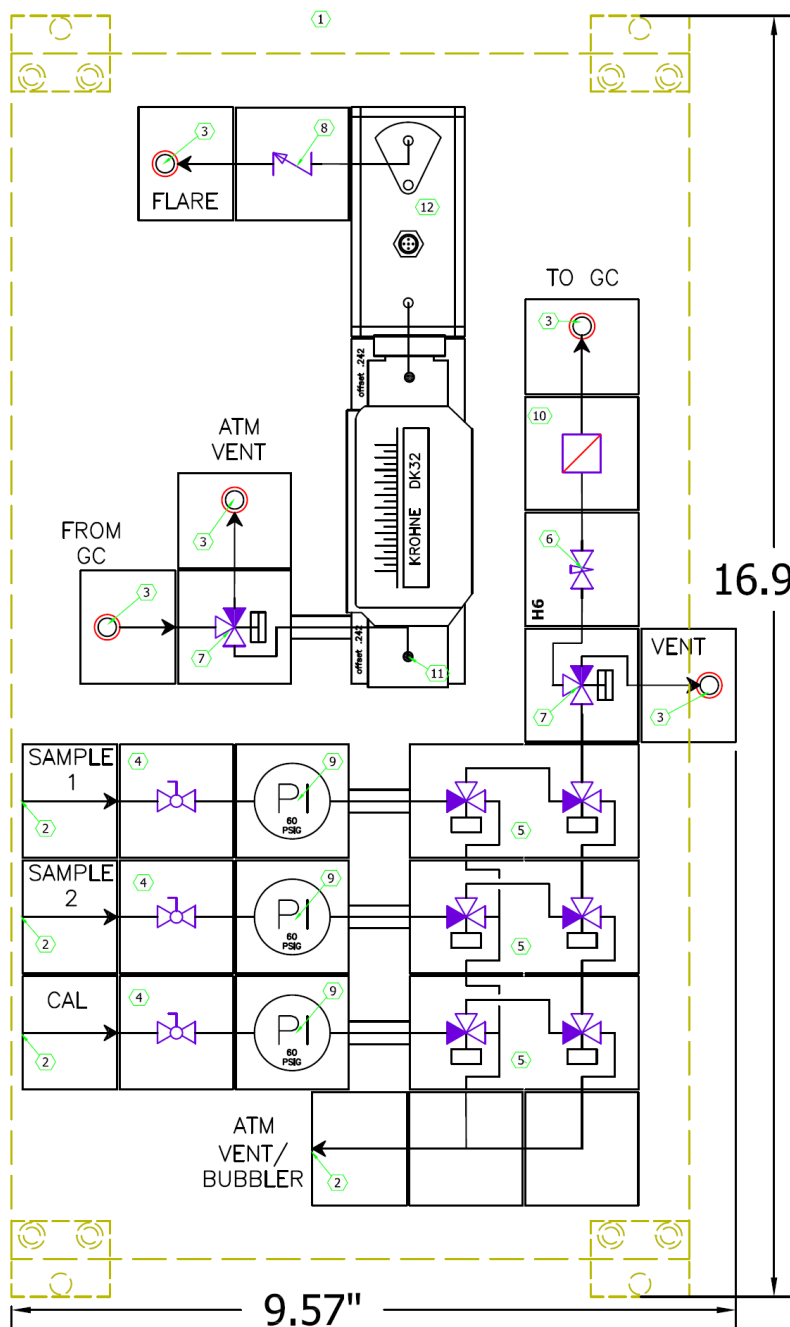 1
3
8
FLARE
12
TO GC
3
offset .242
10
ATM
VENT
KROHNE DK32
FROM
GC
3
6
16.9
3
H6
VENT
7
offset .242
11
7
3
SAMPLE
1
4
9
PI
60
PSIG
2
5
SAMPLE
2
4
9
PI
60
PSIG
2
5
CAL
4
9
PI
60
PSIG
2
5
ATM
VENT/
BUBBLER
2
9.57"